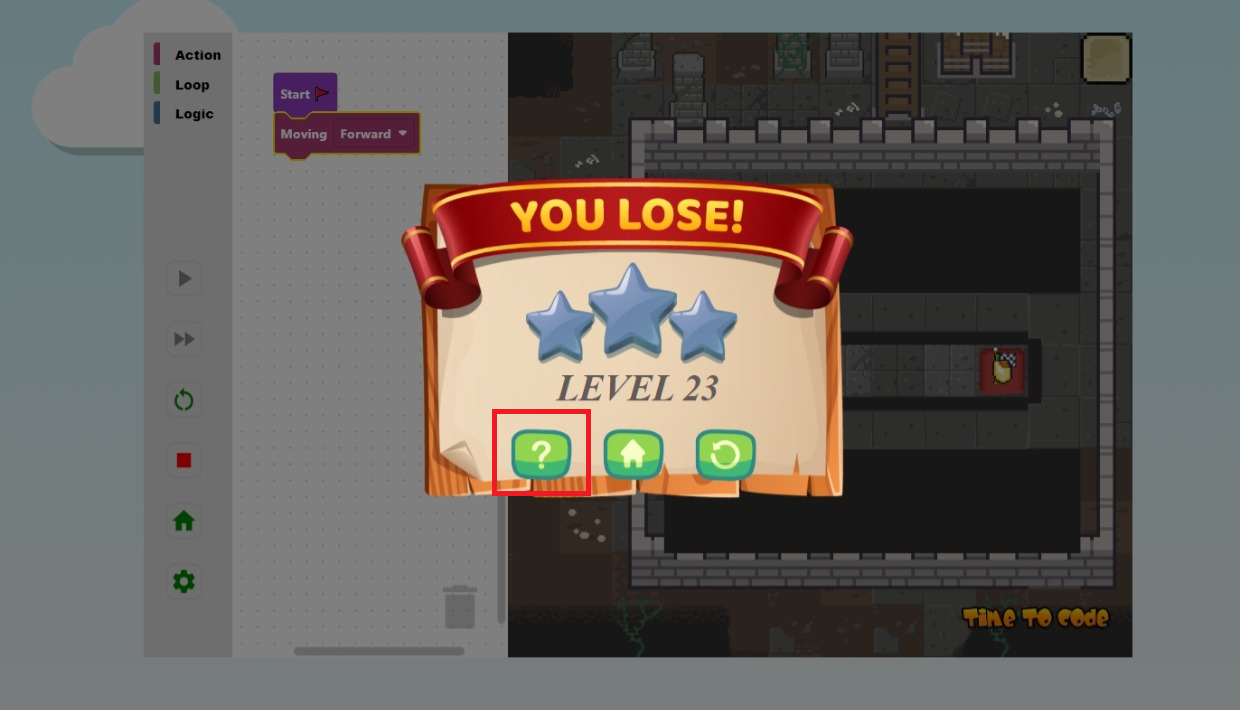 Action
Loop
Logic
Start
Moving Forward
YOU LOSE!
LEVEL 23
?
TIME TO CODE